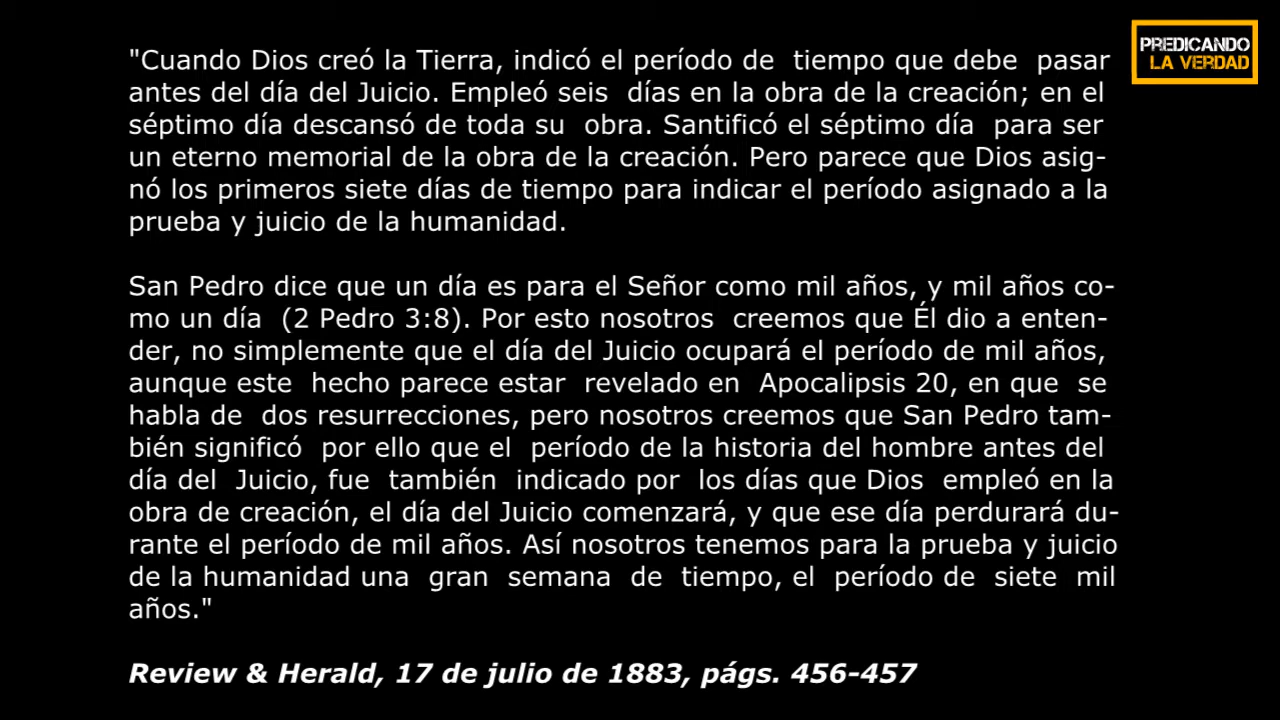 PREDICANDO
LA VERDAD
"Cuando Dios creó la Tierra, indicó el período de tiempo que debe pasar
antes del día del Juicio. Empleó seis días en la obra de la creación; en el
séptimo día descansó de toda su obra. Santificó el séptimo día para ser
un eterno memorial de la obra de la creación. Pero parece que Dios asig-
nó los primeros siete días de tiempo para indicar el período asignado a la
prueba y juicio de la humanidad.
San Pedro dice que un día es para el Señor como mil años, y mil años co-
mo un día (2 Pedro 3:8). Por esto nosotros creemos que Él dio a enten-
der, no simplemente que el día del Juicio ocupará el período de mil años,
aunque este hecho parece estar revelado en Apocalipsis 20, en que se
habla de dos resurrecciones, pero nosotros creemos que San Pedro tam-
bién significó por ello que el período de la historia del hombre antes del
día del Juicio, fue también indicado por los días que Dios empleó en la
obra de creación, el día del Juicio comenzará, y que ese día perdurará du-
rante el período de mil años. Así nosotros tenemos para la prueba y juicio
de la humanidad una gran semana de tiempo, el período de siete mil
años."
Review & Herald, 17 de julio de 1883, págs. 456-457